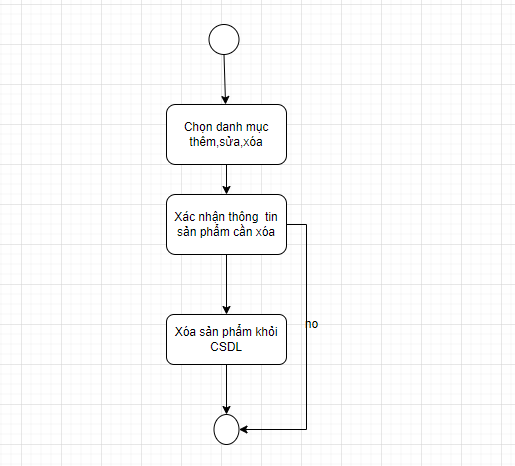 Chọn danh mục
thêm,sửa,xóa
Xác nhận thông tin
sản phẩm cần xóa
no
Xóa sản phẩm khỏi
CSDL